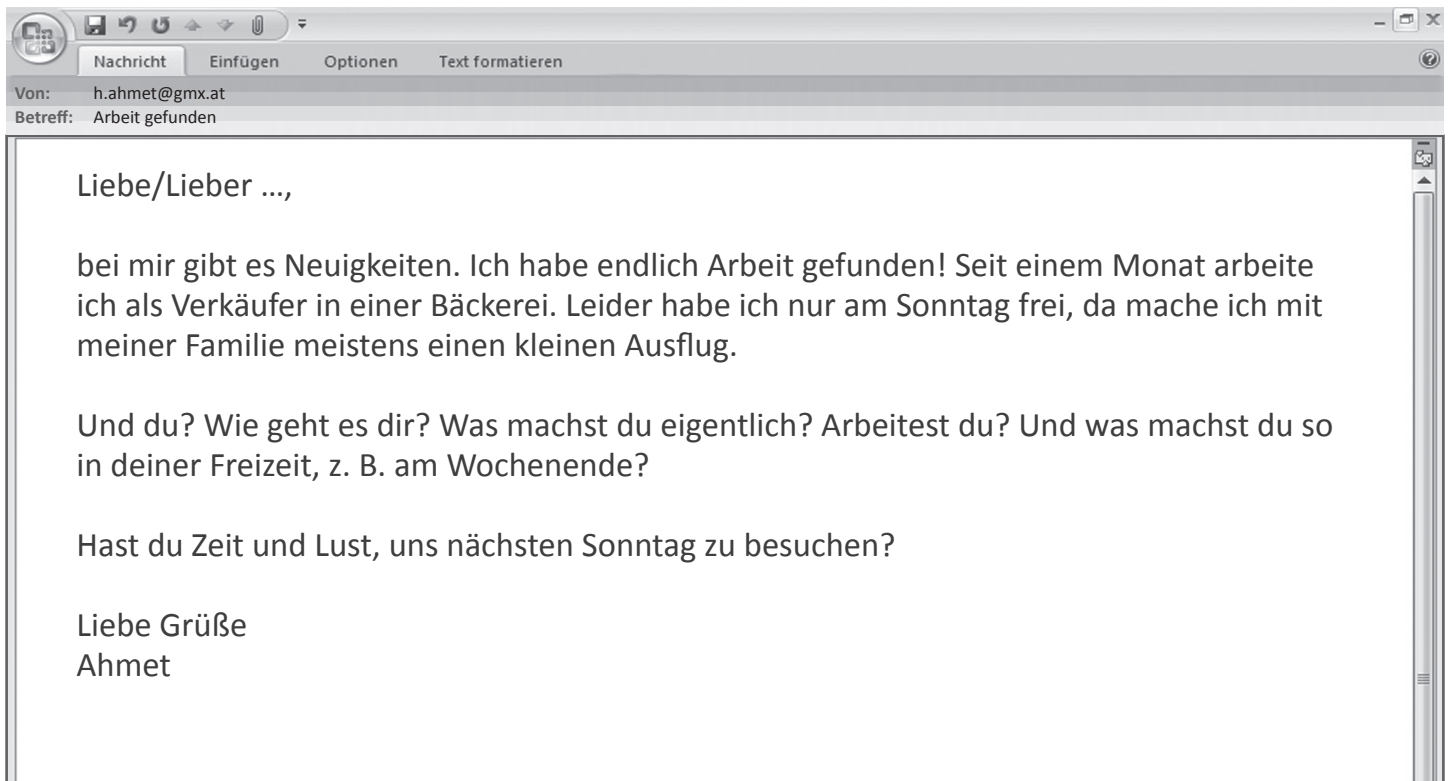 Nachricht Einfügen Optionen Text formatieren
Von: h.ahmet@gmx.at
Betreff: Arbeit gefunden
Liebe/Lieber …,
bei mir gibt es Neuigkeiten. Ich habe endlich Arbeit gefunden! Seit einem Monat arbeite
ich als Verkäufer in einer Bäckerei. Leider habe ich nur am Sonntag frei, da mache ich mit
meiner Familie meistens einen kleinen Ausflug.
Und du? Wie geht es dir? Was machst du eigentlich? Arbeitest du? Und was machst du so
in deiner Freizeit, z. B. am Wochenende?
Hast du Zeit und Lust, uns nächsten Sonntag zu besuchen?
Liebe Grüße
Ahmet